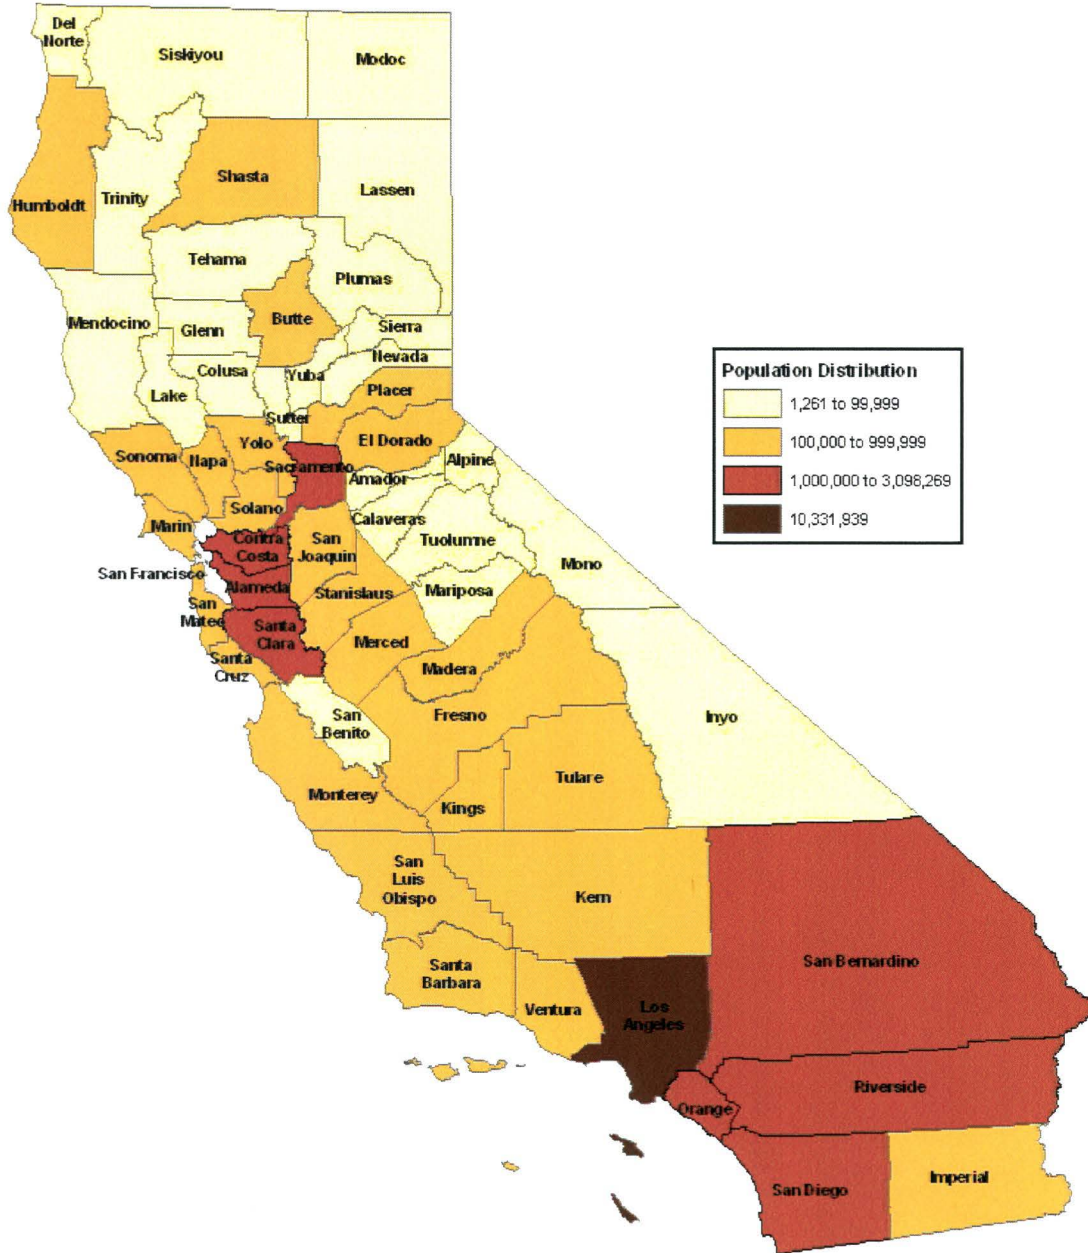 Del
Norte
Siskiyou
Modoc
Shasta
Lassen
Trinity
Humboldt
Tehama
Plumas
Butte
Mendocino
Glenn
Sierra
Nevada
Colusa
Yuba
Lake
Placer
Sutter
El Dorado
Yolo
Sonoma
Napa
Sacramento
Alpine
Amador
Solano
Calaveras
Marin
Contra
Costa
San
Joaquin
Tuolumne
Mono
San Francisco
Alameda
Stanislaus
Mariposa
San
Mateo
Santa
Clara
Merced
Santa
Cruz
Madera
San
Benito
Fresno
Inyo
Tulare
Monterey
Kings
San
Luis
Obispo
Kern
San Bernardino
Santa
Barbara
Ventura
Los
Angeles
Riverside
Orange
San Diego
Imperial
Population Distribution
1,261 to 99,999
100,000 to 999,999
1,000,000 to 3,098,269
10,331,939